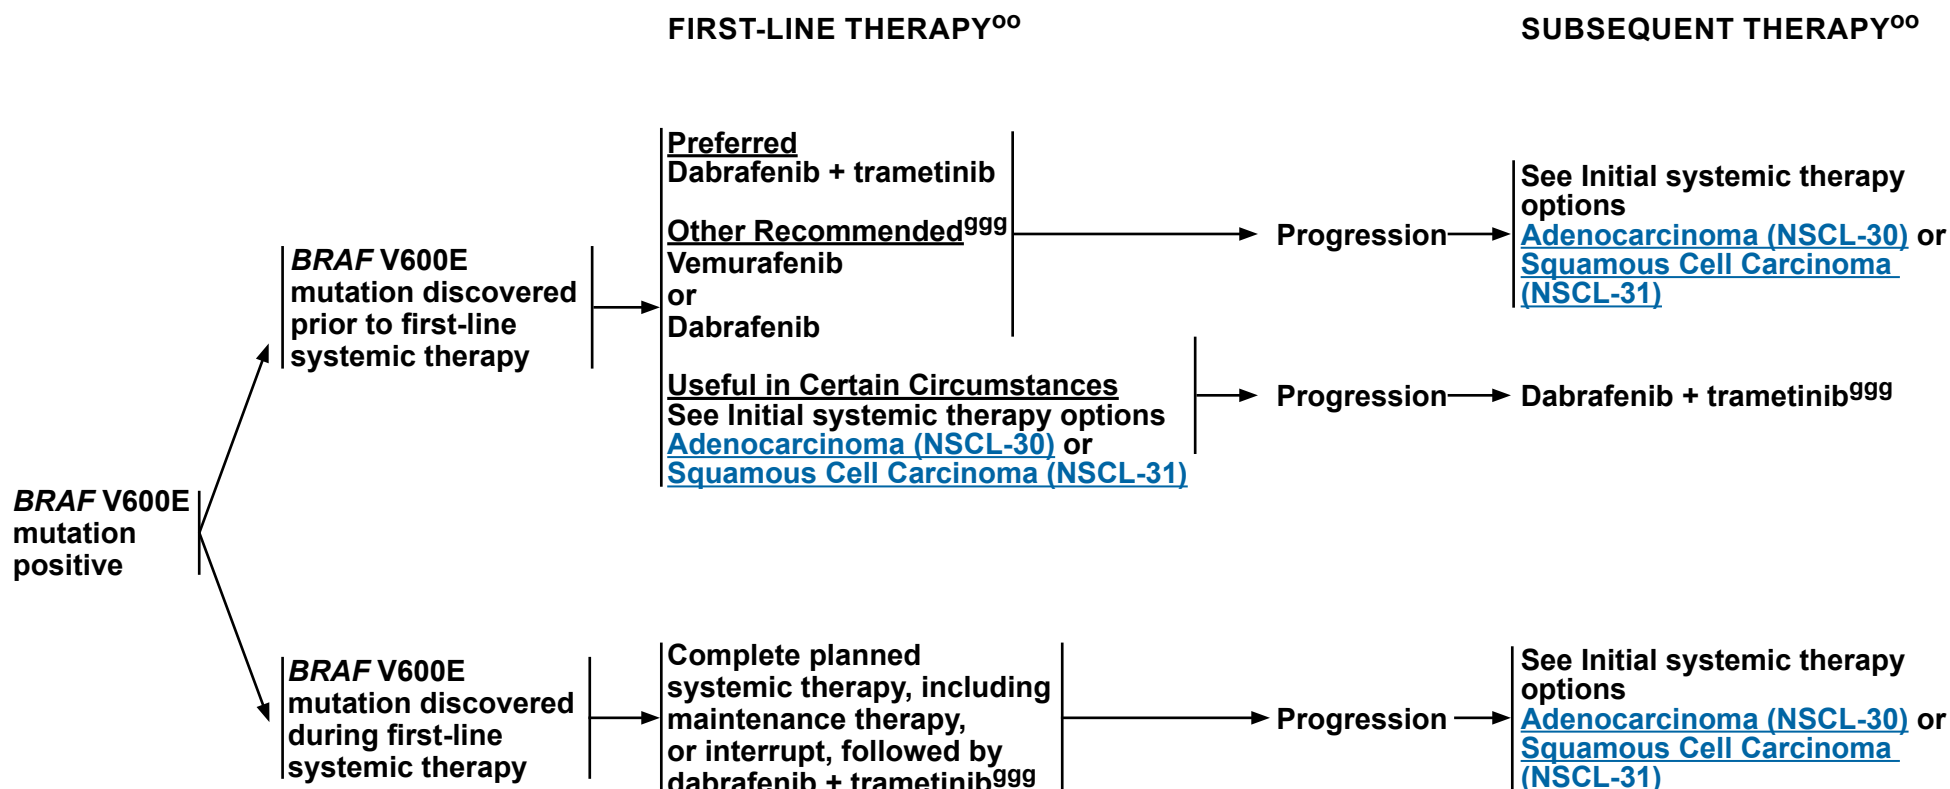 FIRST-LINE THERAPYᵒᵒ
SUBSEQUENT THERAPYᵒᵒ
BRAF V600E
mutation
positive
BRAF V600E
mutation discovered
prior to first-line
systemic therapy
Preferred
Dabrafenib + trametinib
Other Recommendedᵍᵍᵍ
Vemurafenib
or
Dabrafenib
Progression
See Initial systemic therapy
options
Adenocarcinoma (NSCL-30) or
Squamous Cell Carcinoma
(NSCL-31)
Useful in Certain Circumstances
See Initial systemic therapy options
Adenocarcinoma (NSCL-30) or
Squamous Cell Carcinoma (NSCL-31)
Progression
Dabrafenib + trametinibᵍᵍᵍ
BRAF V600E
mutation discovered
during first-line
systemic therapy
Complete planned
systemic therapy, including
maintenance therapy,
or interrupt, followed by
dabrafenib + trametinibᵍᵍᵍ
Progression
See Initial systemic therapy
options
Adenocarcinoma (NSCL-30) or
Squamous Cell Carcinoma
(NSCL-31)